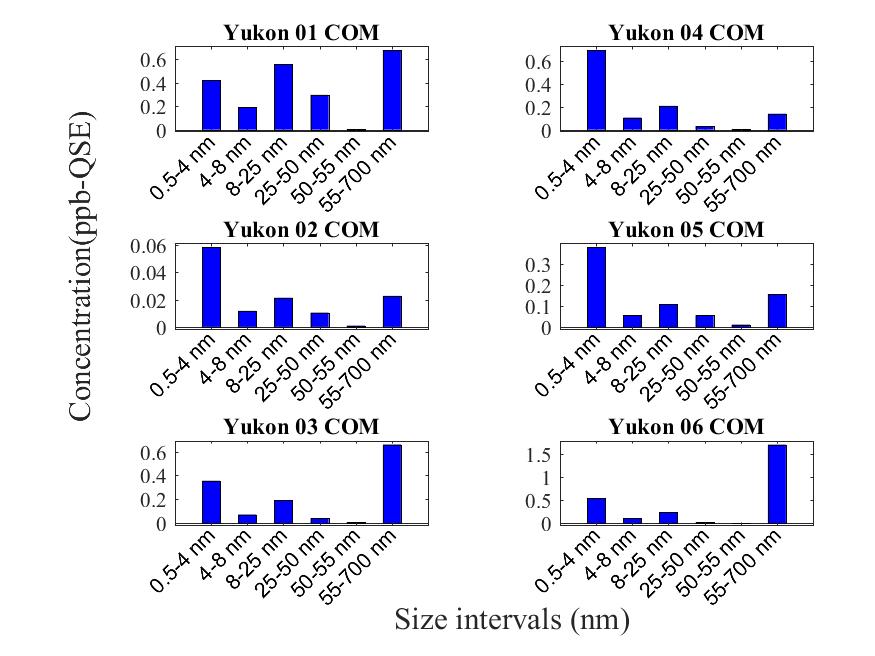 Yukon 01 COM
0.6
0.4
0.2
0
0.5-4 nm
4-8 nm
8-25 nm
25-50 nm
50-55 nm
55-700 nm
Yukon 04 COM
0.6
0.4
0.2
0
0.5-4 nm
4-8 nm
8-25 nm
25-50 nm
50-55 nm
55-700 nm
Concentration(ppb-QSE)
Yukon 02 COM
0.06
0.04
0.02
0
0.5-4 nm
4-8 nm
8-25 nm
25-50 nm
50-55 nm
55-700 nm
Yukon 05 COM
0.3
0.2
0.1
0
0.5-4 nm
4-8 nm
8-25 nm
25-50 nm
50-55 nm
55-700 nm
Yukon 03 COM
0.6
0.4
0.2
0
0.5-4 nm
4-8 nm
8-25 nm
25-50 nm
50-55 nm
55-700 nm
Yukon 06 COM
1.5
1
0.5
0
0.5-4 nm
4-8 nm
8-25 nm
25-50 nm
50-55 nm
55-700 nm
Size intervals (nm)